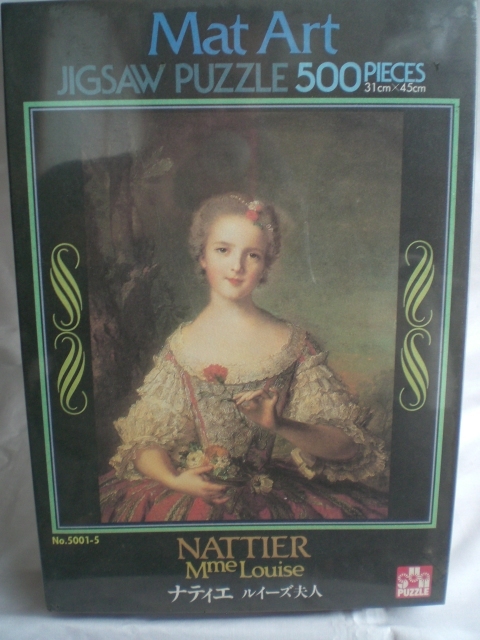 Mat Art
JIGSAW PUZZLE 500 PIECES
31cm×45cm
No.5001-5
NATTIER
Mme Louise
ナティエ ルイーズ夫人
PUZZLE